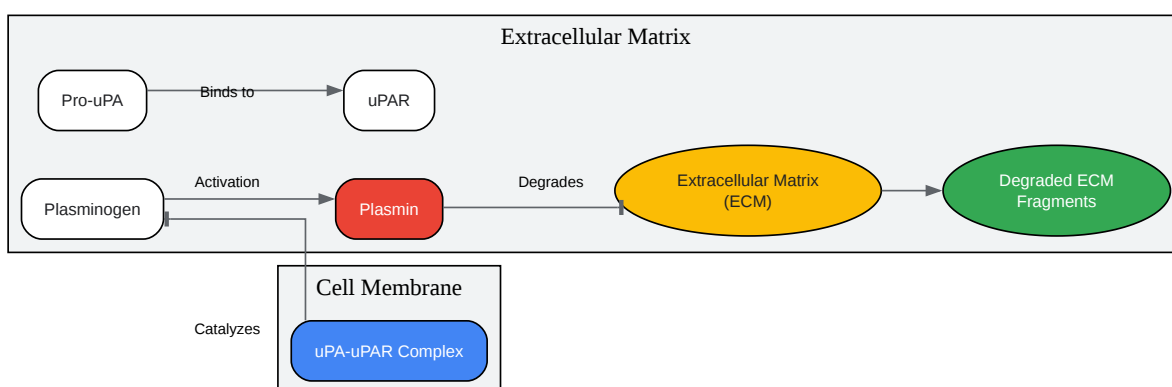 Extracellular Matrix
Pro-uPA
Binds to
uPAR
Plasminogen
Activation
Plasmin
Degrades
Extracellular Matrix
(ECM)
Degraded ECM
Fragments
Cell Membrane
Catalyzes
uPA-uPAR Complex